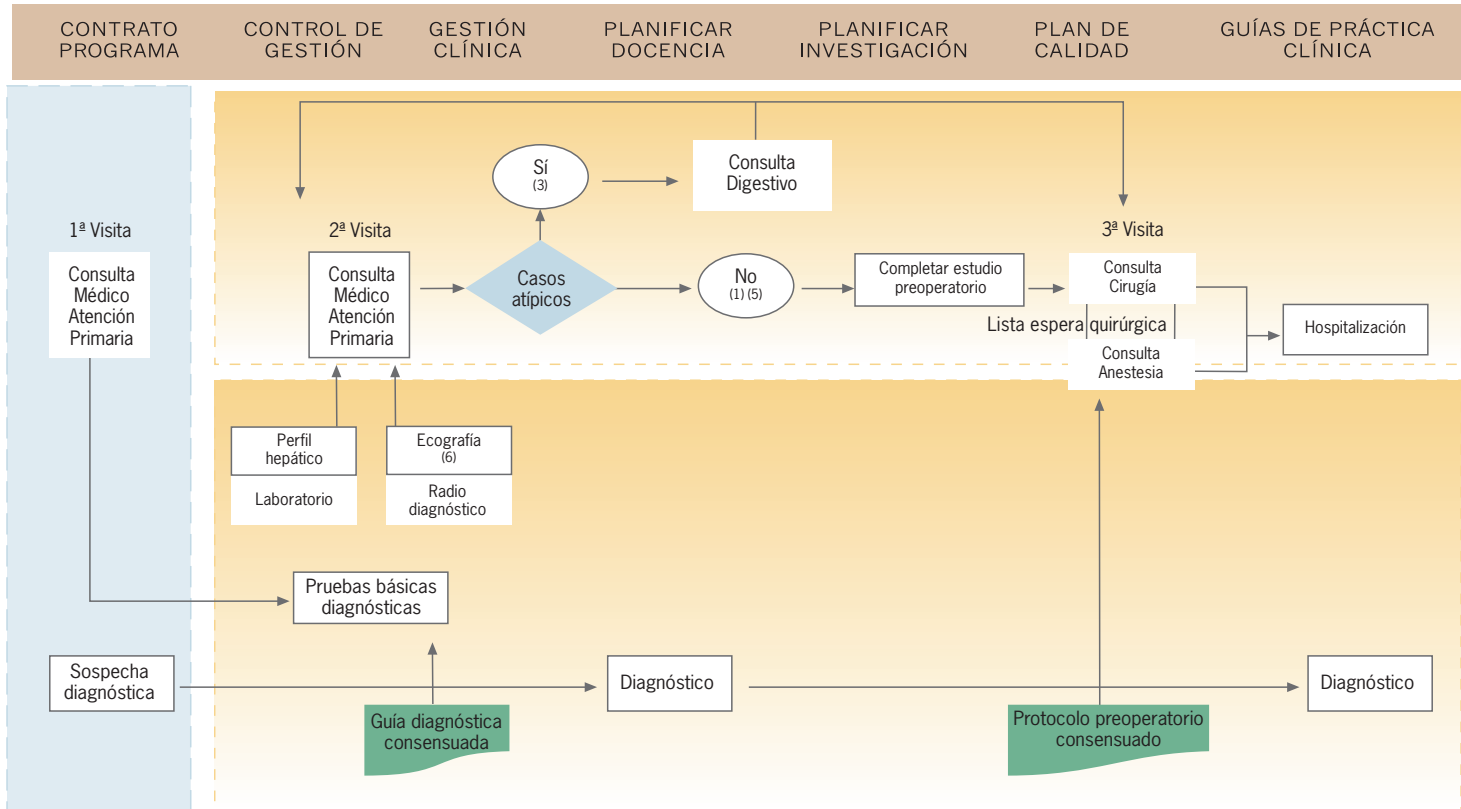 CONTRATO
PROGRAMA
CONTROL DE
GESTIÓN
GESTIÓN
CLÍNICA
PLANIFICAR
DOCENCIA
PLANIFICAR
INVESTIGACIÓN
PLAN DE
CALIDAD
GUÍAS DE PRÁCTICA
CLÍNICA
Sí
(3)
Consulta
Digestivo
1ª Visita
Consulta
Médico
Atención
Primaria
2ª Visita
Consulta
Médico
Atención
Primaria
Casos
atípicos
No
(1) (5)
Completar estudio
preoperatorio
3ª Visita
Consulta
Cirugía
Lista espera quirúrgica
Consulta
Anestesia
Hospitalización
Perfil
hepático
Laboratorio
Ecografía
(6)
Radio
diagnóstico
Pruebas básicas
diagnósticas
Sospecha
diagnóstica
Diagnóstico
Diagnóstico
Guía diagnóstica
consensuada
Protocolo preoperatorio
consensuado